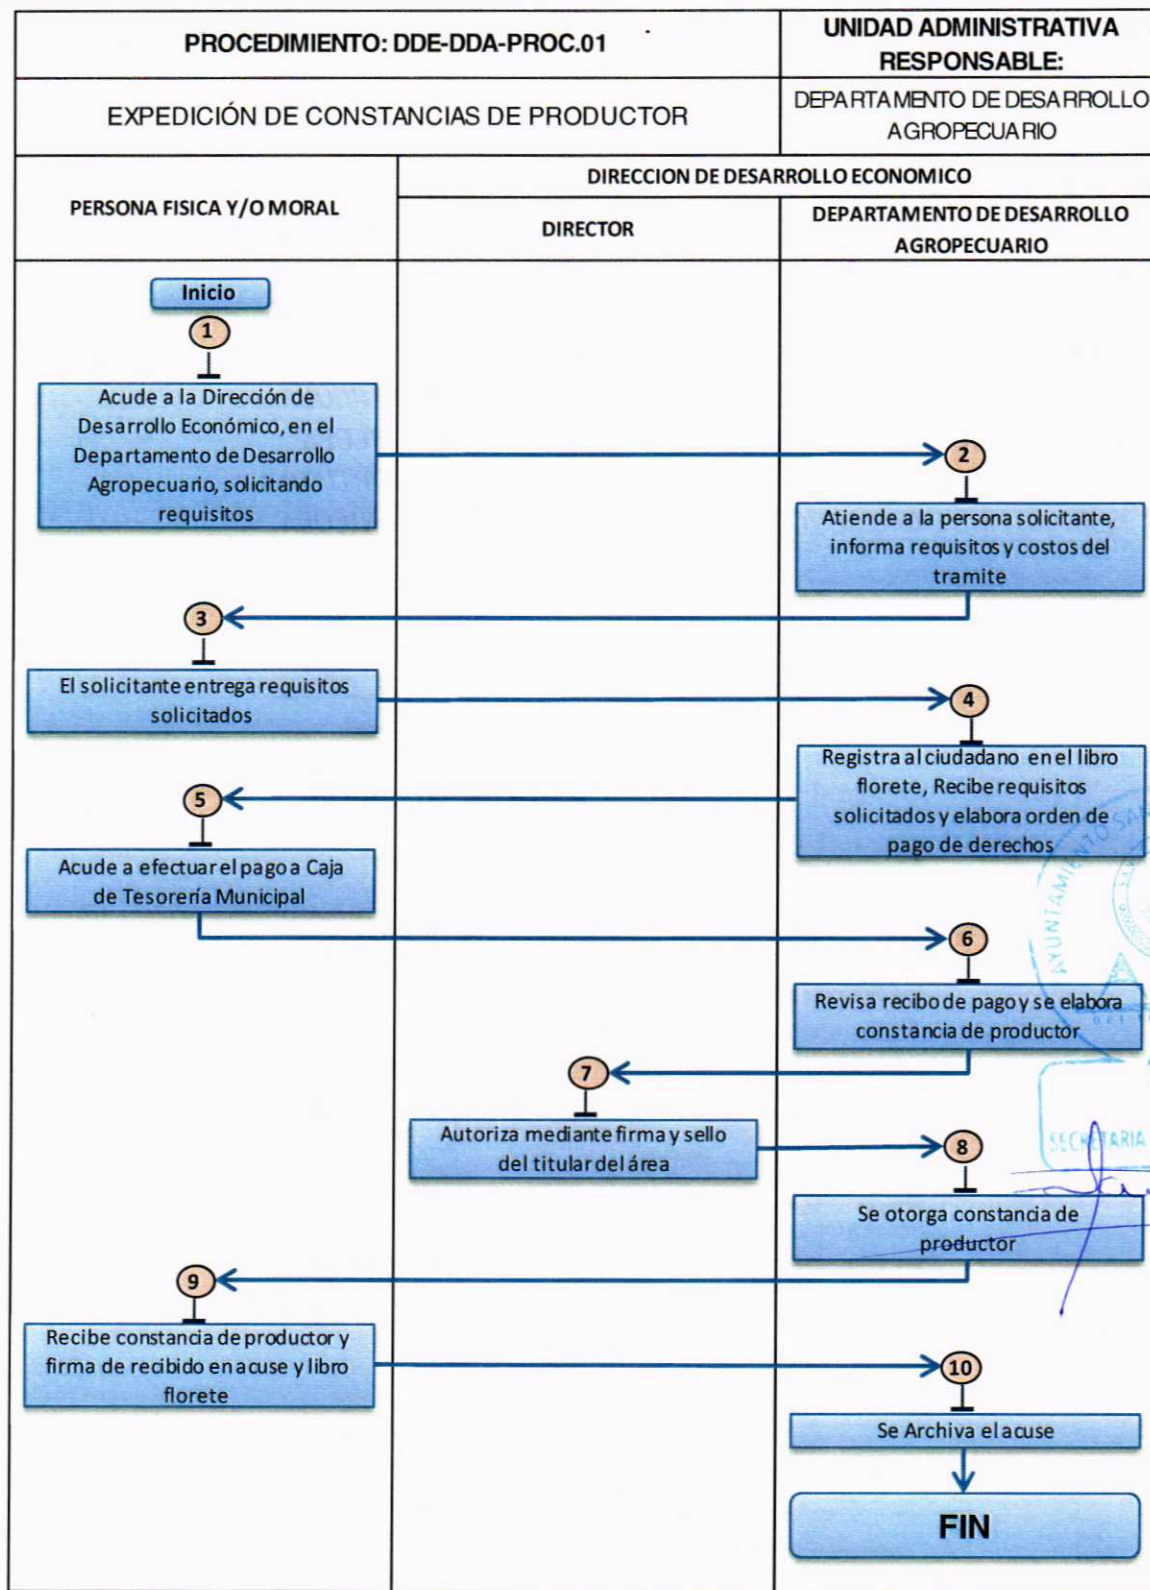 PROCEDIMIENTO: DDE-DDA-PROC.01
UNIDAD ADMINISTRATIVA
RESPONSABLE:
EXPEDICIÓN DE CONSTANCIAS DE PRODUCTOR
DEPARTAMENTO DE DESARROLLO
AGROPECUARIO
PERSONA FISICA Y/O MORAL
DIRECCION DE DESARROLLO ECONOMICO
DIRECTOR
DEPARTAMENTO DE DESARROLLO
AGROPECUARIO
Inicio
1
Acude a la Dirección de
Desarrollo Económico, en el
Departamento de Desarrollo
Agropecuario, solicitando
requisitos
2
Atiende a la persona solicitante,
informa requisitos y costos del
tramite
3
El solicitante entrega requisitos
solicitados
4
Registra al ciudadano en el libro
florete, Recibe requisitos
solicitados y elabora orden de
pago de derechos
5
Acude a efectuar el pago a Caja
de Tesorería Municipal
6
Revisa recibo de pago y se elabora
constancia de productor
7
Autoriza mediante firma y sello
del titular del área
8
Se otorga constancia de
productor
9
Recibe constancia de productor y
firma de recibido en acuse y libro
florete
10
Se Archiva el acuse
FIN
AYUNTAMIENTO SAN
SECRETARIA